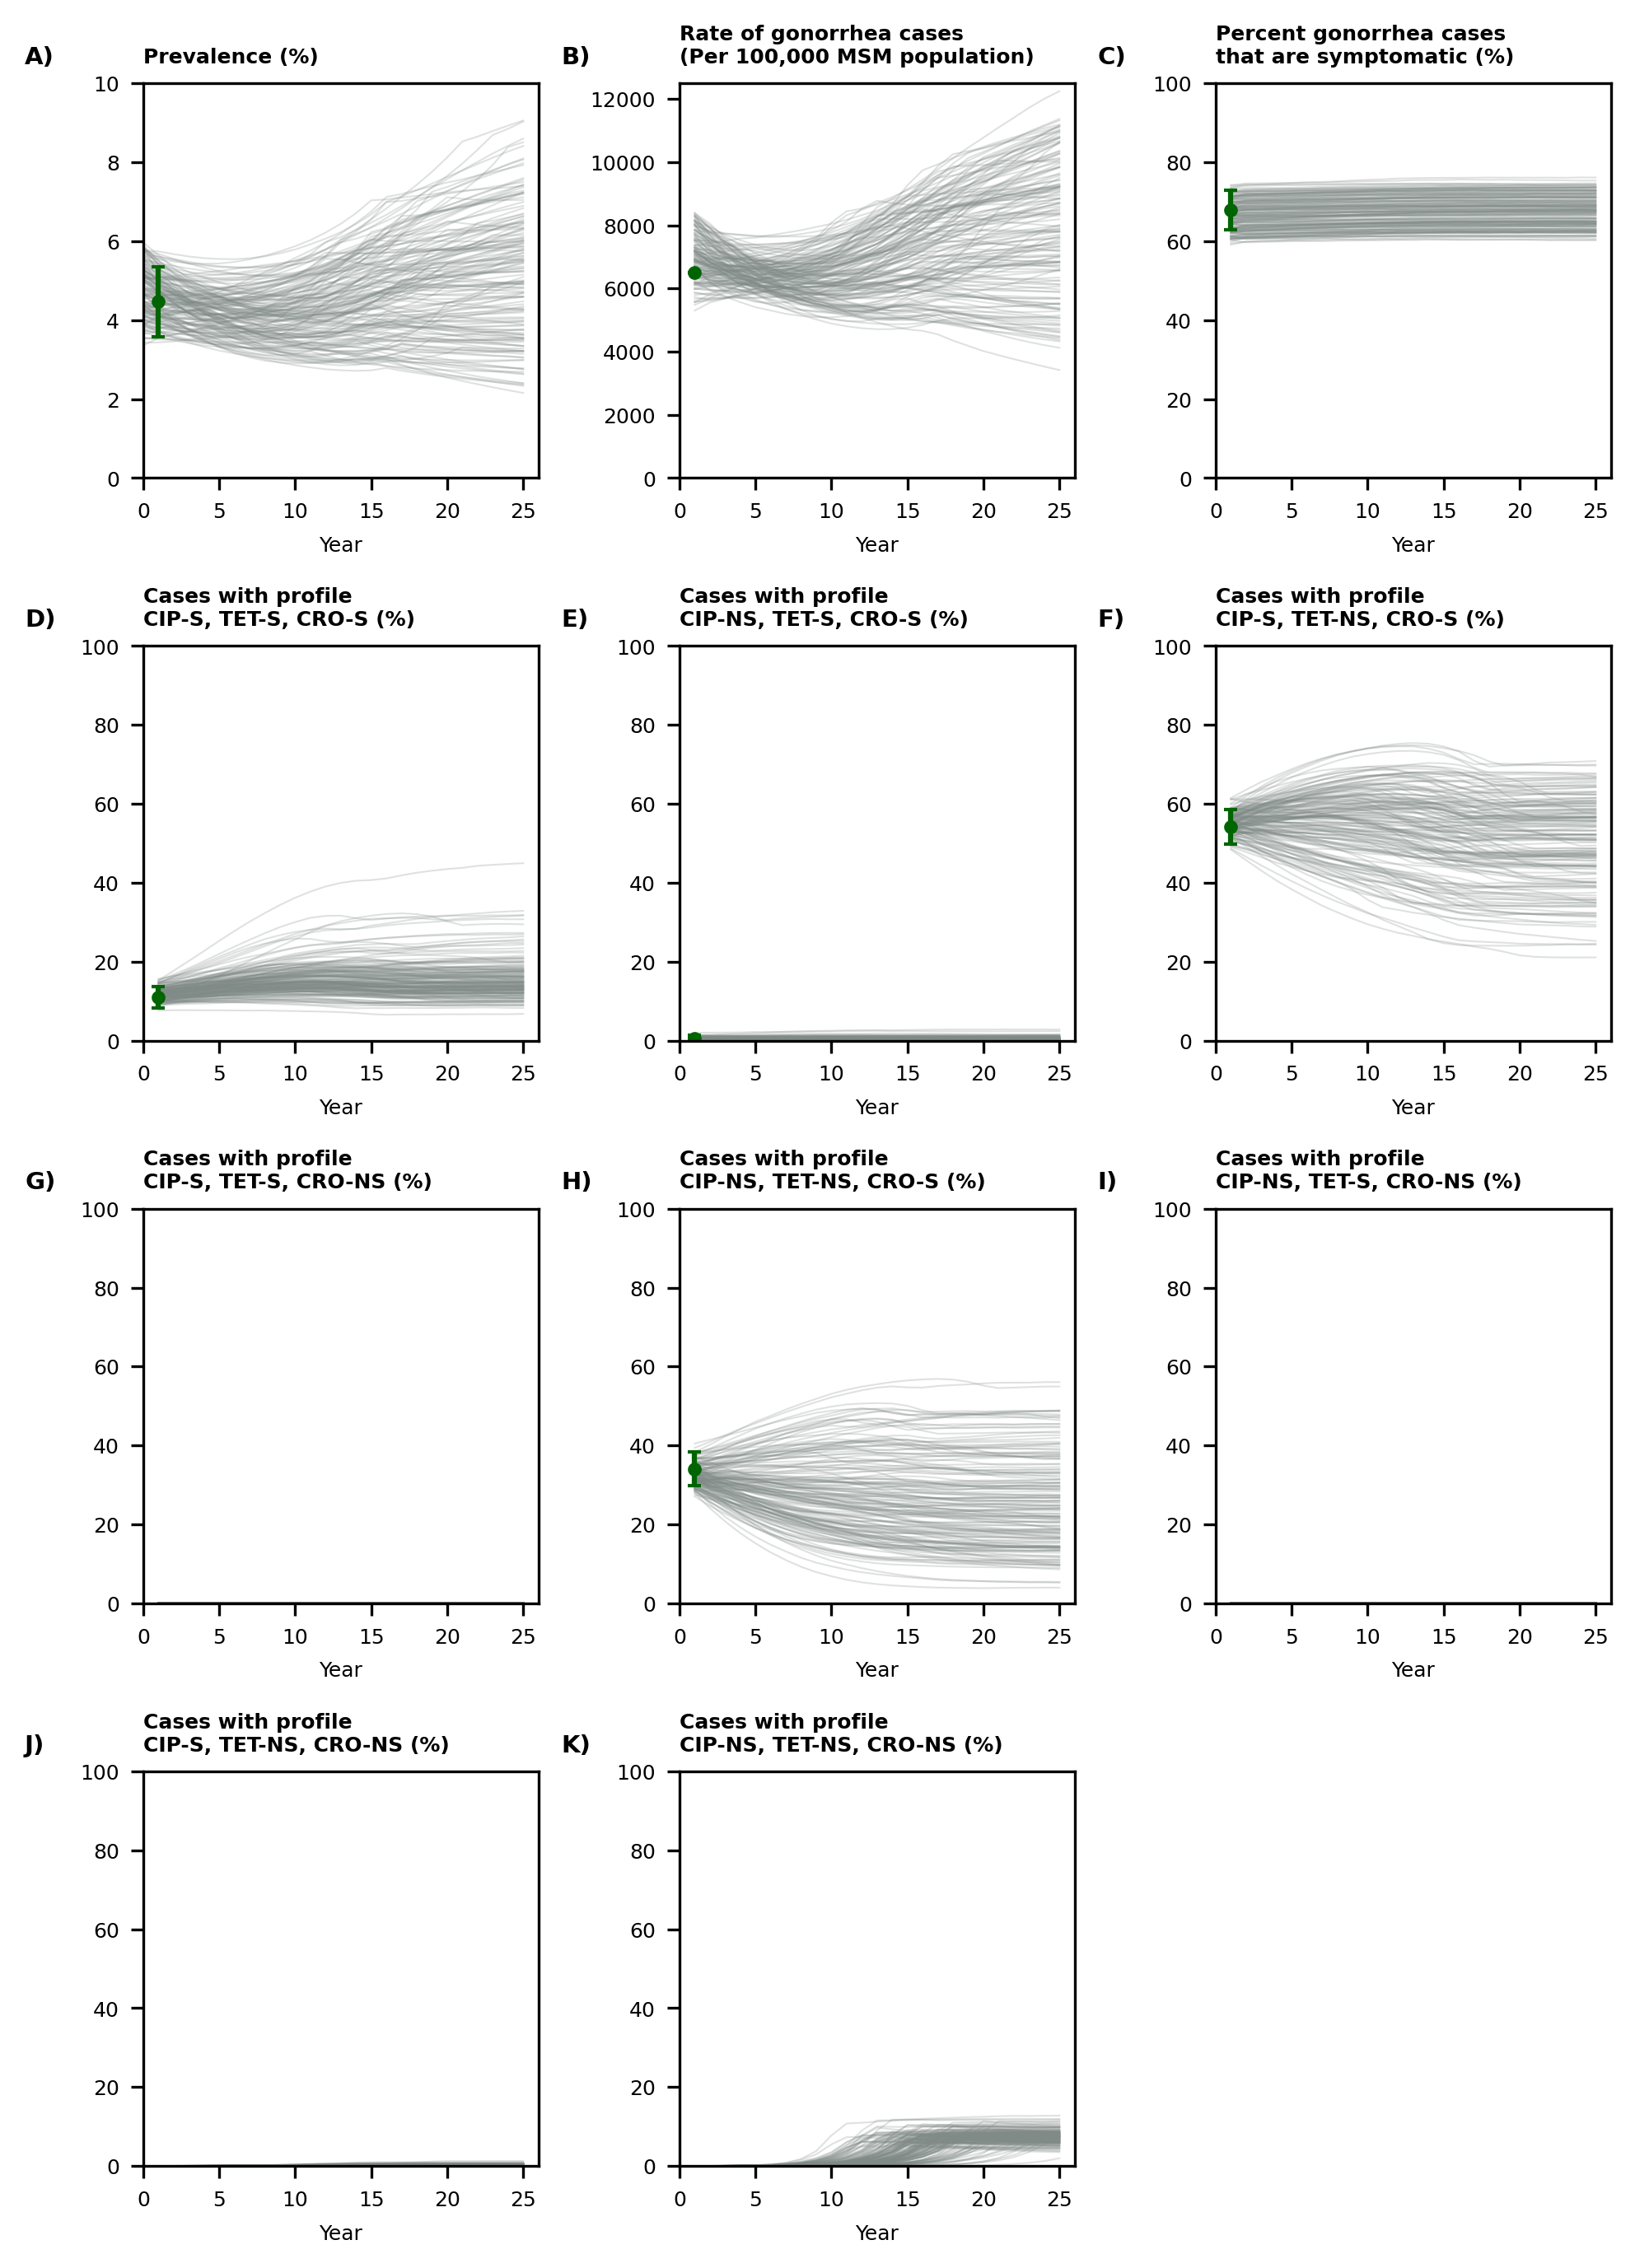 A)
Prevalence (%)
10
8
6
4
2
0
0 5 10 15 20 25
Year
B)
Rate of gonorrhea cases
(Per 100,000 MSM population)
12000
10000
8000
6000
4000
2000
0
0 5 10 15 20 25
Year
C)
Percent gonorrhea cases
that are symptomatic (%)
100
80
60
40
20
0
0 5 10 15 20 25
Year
D)
Cases with profile
CIP-S, TET-S, CRO-S (%)
100
80
60
40
20
0
0 5 10 15 20 25
Year
E)
Cases with profile
CIP-NS, TET-S, CRO-S (%)
100
80
60
40
20
0
0 5 10 15 20 25
Year
F)
Cases with profile
CIP-S, TET-NS, CRO-S (%)
100
80
60
40
20
0
0 5 10 15 20 25
Year
G)
Cases with profile
CIP-S, TET-S, CRO-NS (%)
100
80
60
40
20
0
0 5 10 15 20 25
Year
H)
Cases with profile
CIP-NS, TET-NS, CRO-S (%)
100
80
60
40
20
0
0 5 10 15 20 25
Year
I)
Cases with profile
CIP-NS, TET-S, CRO-NS (%)
100
80
60
40
20
0
0 5 10 15 20 25
Year
J)
Cases with profile
CIP-S, TET-NS, CRO-NS (%)
100
80
60
40
20
0
0 5 10 15 20 25
Year
K)
Cases with profile
CIP-NS, TET-NS, CRO-NS (%)
100
80
60
40
20
0
0 5 10 15 20 25
Year